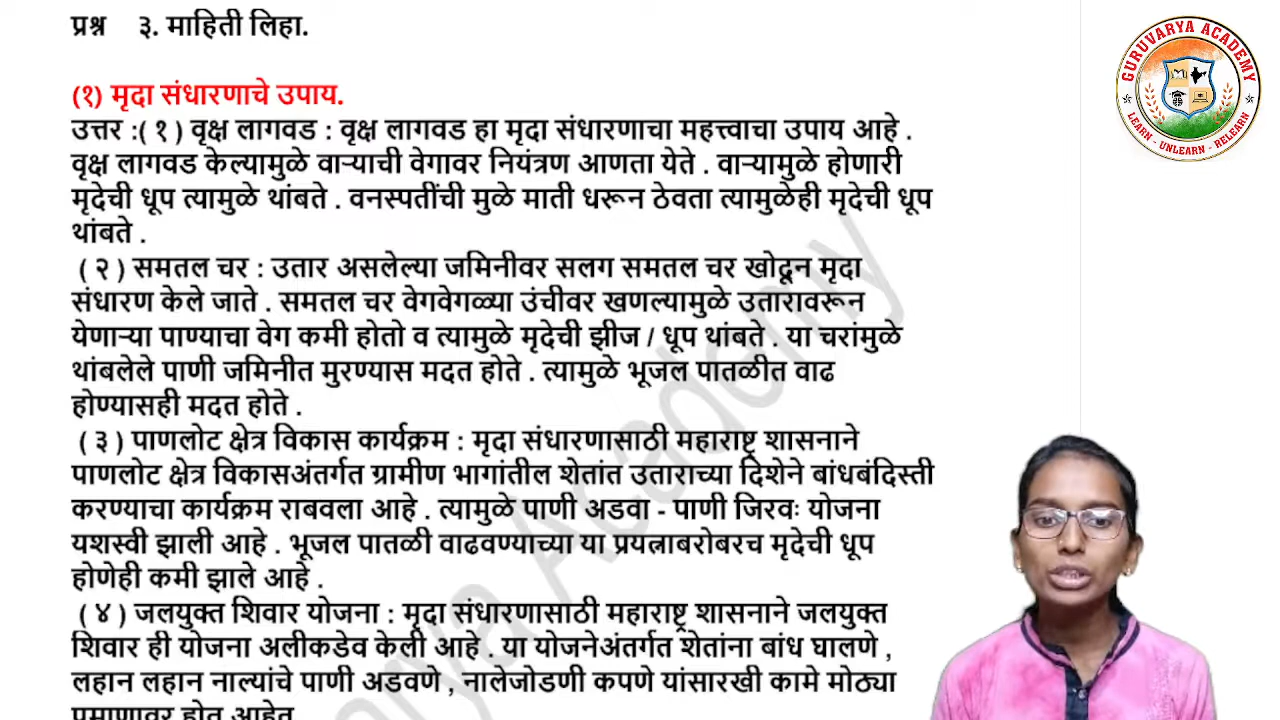 प्रश्न ३. माहिती लिहा.
(१) मृदा संधारणाचे उपाय.
उत्तर :( १ ) वृक्ष लागवड : वृक्ष लागवड हा मृदा संधारणाचा महत्त्वाचा उपाय आहे .
वृक्ष लागवड केल्यामुळे वाऱ्याची वेगावर नियंत्रण आणता येते . वाऱ्यामुळे होणारी
मृदेची धूप त्यामुळे थांबते . वनस्पतींची मुळे माती धरून ठेवता त्यामुळेही मृदेची धूप
थांबते .
( २ ) समतल चर : उतार असलेल्या जमिनीवर सलग समतल चर खोदून मृदा
संधारण केले जाते . समतल चर वेगवेगळ्या उंचीवर खणल्यामुळे उतारावरून
येणाऱ्या पाण्याचा वेग कमी होतो व त्यामुळे मृदेची झीज / धूप थांबते . या चरांमुळे
थांबलेले पाणी जमिनीत मुरण्यास मदत होते . त्यामुळे भूजल पातळीत वाढ
होण्यासही मदत होते .
( ३ ) पाणलोट क्षेत्र विकास कार्यक्रम : मृदा संधारणासाठी महाराष्ट्र शासनाने
पाणलोट क्षेत्र विकासअंतर्गत ग्रामीण भागांतील शेतांत उताराच्या दिशेने बांधबंदिस्ती
करण्याचा कार्यक्रम राबवला आहे . त्यामुळे पाणी अडवा - पाणी जिरवः योजना
यशस्वी झाली आहे . भूजल पातळी वाढवण्याच्या या प्रयत्नाबरोबरच मृदेची धूप
होणेही कमी झाले आहे .
( ४ ) जलयुक्त शिवार योजना : मृदा संधारणासाठी महाराष्ट्र शासनाने जलयुक्त
शिवार ही योजना अलीकडेव केली आहे . या योजनेअंतर्गत शेतांना बांध घालणे ,
लहान लहान नाल्यांचे पाणी अडवणे , नालेजोडणी कपणे यांसारखी कामे मोठ्या
प्रमाणावर होत आहेत
GURUVARYA ACADEMY
LEARN - UNLEARN - RELEARN